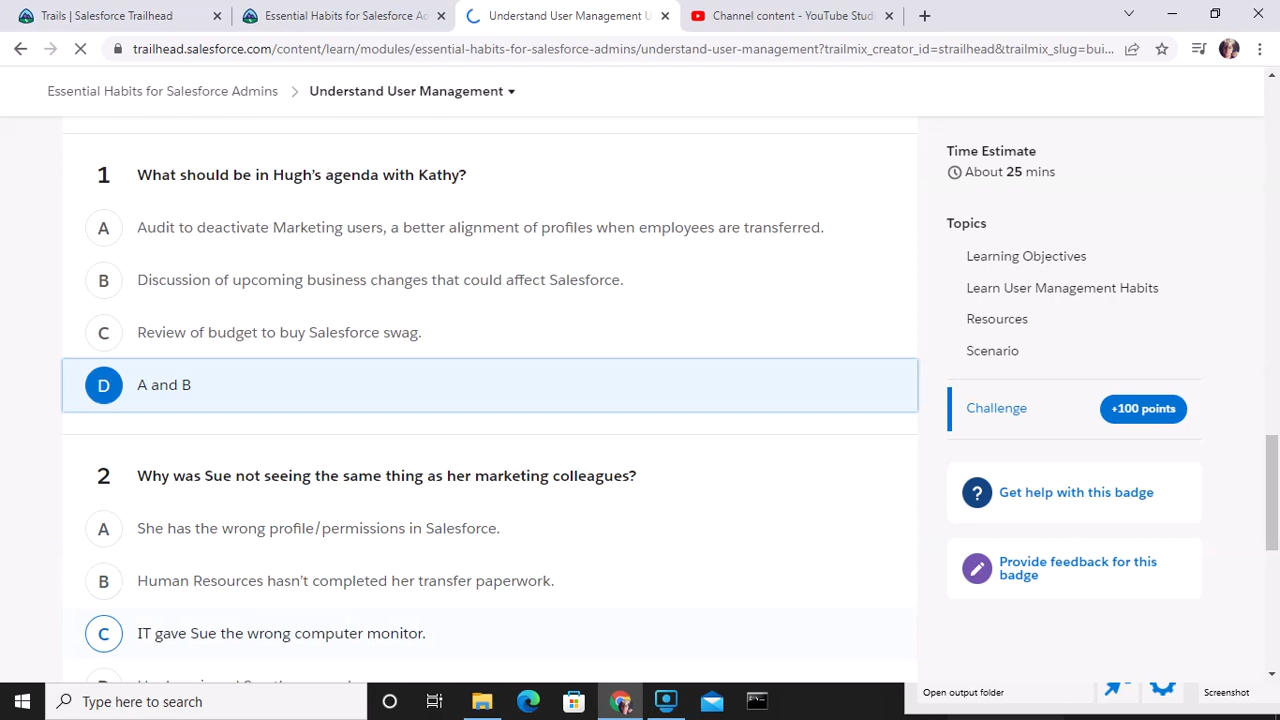 Trails | Salesforce Trailhead
Essential Habits for Salesforce Ad
Understand User Management U
Channel content - YouTube Studi
trailhead.salesforce.com/content/learn/modules/essential-habits-for-salesforce-admins/understand-user-management?trailmix_creator_id=strailhead&trailmix_slug=bui...
Essential Habits for Salesforce Admins > Understand User Management
1 What should be in Hugh's agenda with Kathy?
A Audit to deactivate Marketing users, a better alignment of profiles when employees are transferred.
B Discussion of upcoming business changes that could affect Salesforce.
C Review of budget to buy Salesforce swag.
D A and B
2 Why was Sue not seeing the same thing as her marketing colleagues?
A She has the wrong profile/permissions in Salesforce.
B Human Resources hasn't completed her transfer paperwork.
C IT gave Sue the wrong computer monitor.
Time Estimate
About 25 mins
Topics
Learning Objectives
Learn User Management Habits
Resources
Scenario
Challenge +100 points
? Get help with this badge
Provide feedback for this
badge
Type here to search
Open output folder
Screenshot